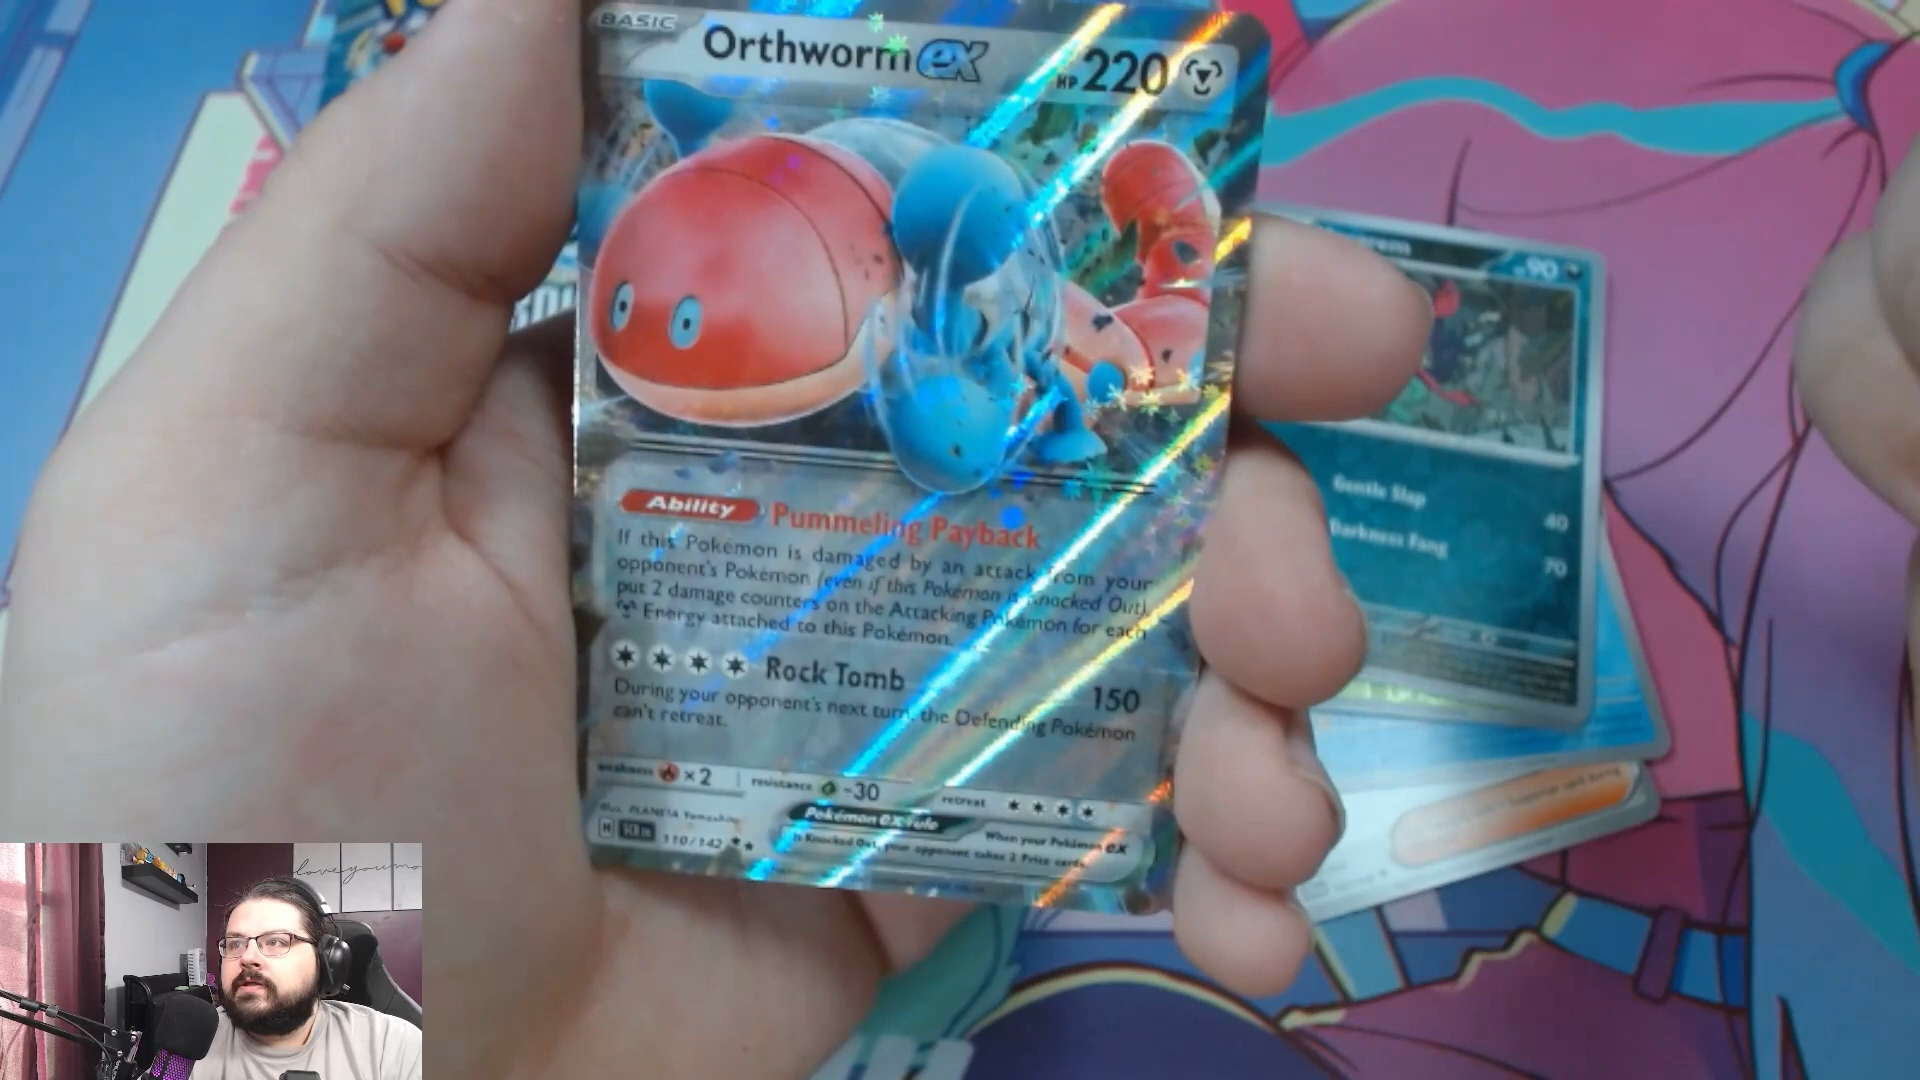 BASIC
Orthworm ex HP 220
Ability Pummeling Payback
If this Pokémon is damaged by an attack from your
opponent's Pokémon (even if this Pokémon is Knocked Out),
put 2 damage counters on the Attacking Pokémon for each
Energy attached to this Pokémon.
Rock Tomb 150
During your opponent's next turn, the Defending Pokémon
can't retreat.
weakness ×2 resistance -30 retreat
Illus. PLANETA Yamashita
Pokémon ex rule
When your Pokémon ex
is Knocked Out, your opponent takes 2 Prize cards.
H SCR EN 110/142
90
Gentle Slap 40
Darkness Fang 70
loveyoumo